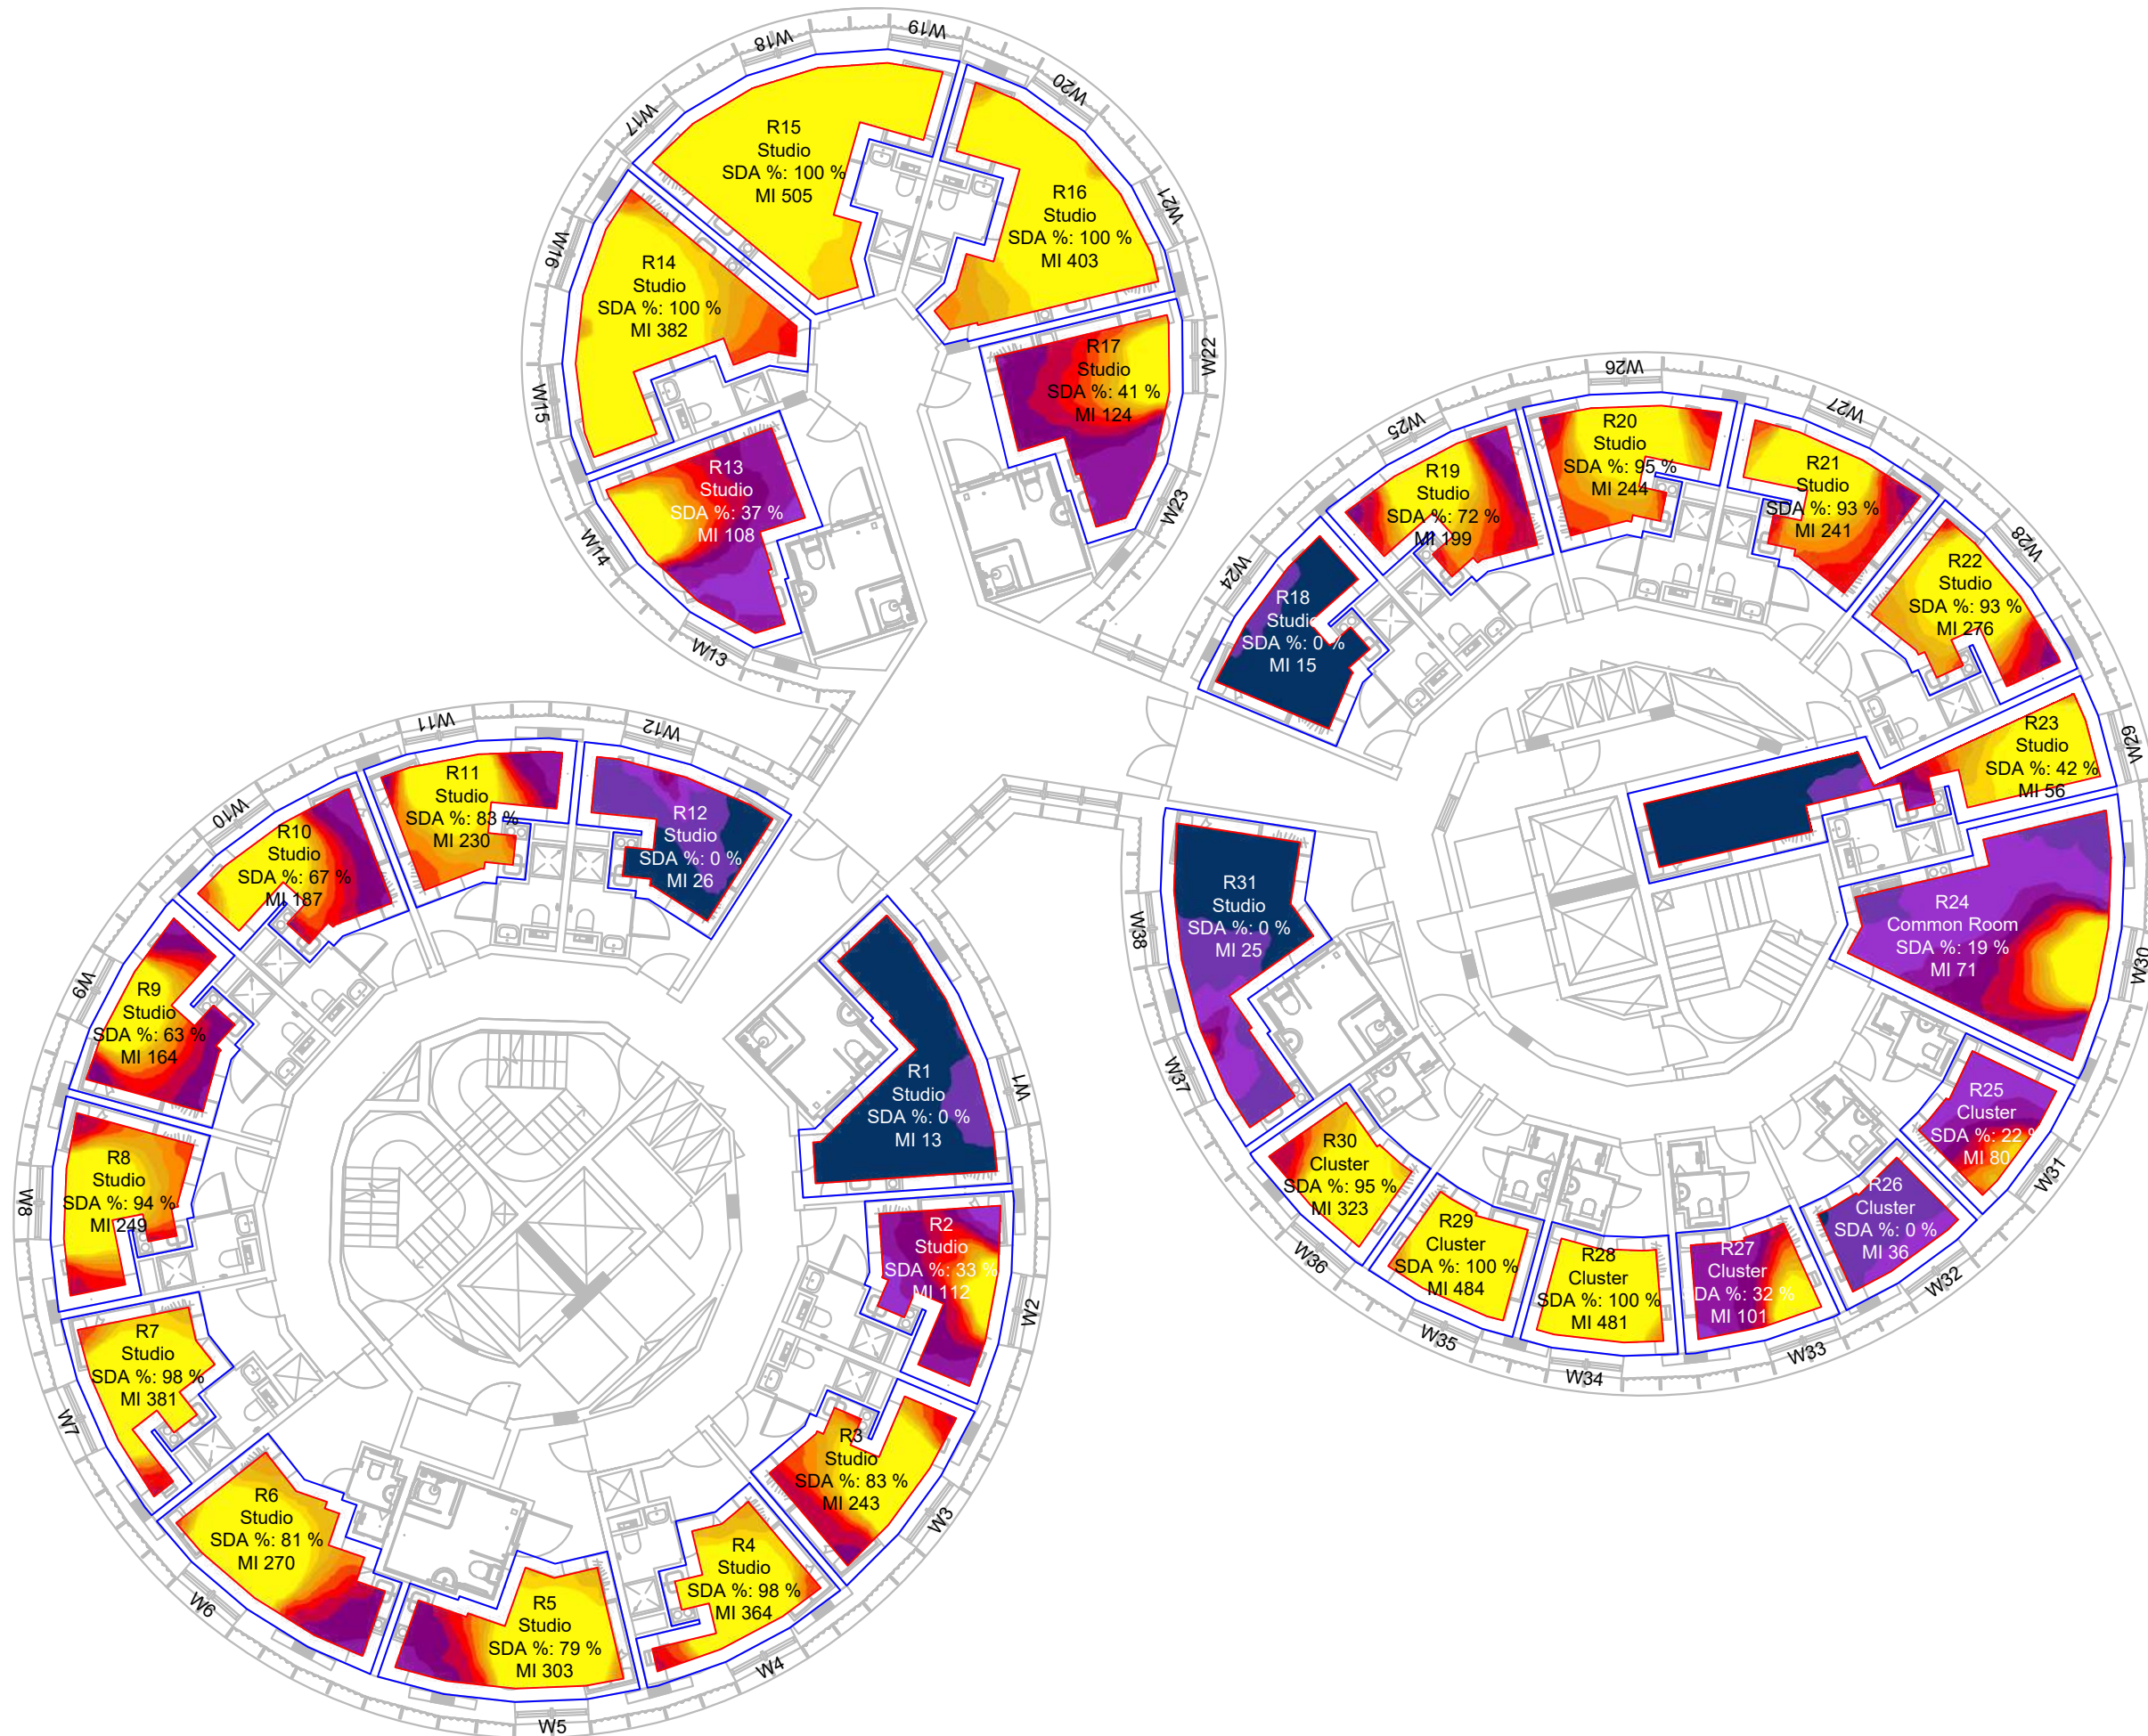 W19
W18
W20
W17
R15
Studio
SDA %: 100 %
MI 505
R16
Studio
SDA %: 100 %
MI 403
W21
W16
R14
Studio
SDA %: 100 %
MI 382
R17
Studio
SDA %: 41 %
MI 124
W22
W15
R13
Studio
SDA %: 37 %
MI 108
W23
W14
W13
W26
W25
W27
R20
Studio
SDA %: 95 %
MI 244
R19
Studio
SDA %: 72 %
MI 199
R21
Studio
SDA %: 93 %
MI 241
W28
W24
R22
Studio
SDA %: 93 %
MI 276
R18
Studio
SDA %: 0 %
MI 15
R23
Studio
SDA %: 42 %
MI 56
W29
W11
W12
R11
Studio
SDA %: 83 %
MI 230
W10
R10
Studio
SDA %: 67 %
MI 187
R12
Studio
SDA %: 0 %
MI 26
R31
Studio
SDA %: 0 %
MI 25
W38
R24
Common Room
SDA %: 19 %
MI 71
W30
W9
R9
Studio
SDA %: 63 %
MI 164
R1
Studio
SDA %: 0 %
MI 13
W1
W37
R25
Cluster
SDA %: 22 %
MI 80
W31
R8
Studio
SDA %: 94 %
MI 249
W8
R30
Cluster
SDA %: 95 %
MI 323
R26
Cluster
SDA %: 0 %
MI 36
R2
Studio
SDA %: 33 %
MI 112
W2
R29
Cluster
SDA %: 100 %
MI 484
R28
Cluster
SDA %: 100 %
MI 481
R27
Cluster
SDA %: 32 %
MI 101
W36
W32
W35
W33
W34
R7
Studio
SDA %: 98 %
MI 381
W7
R3
Studio
SDA %: 83 %
MI 243
W3
R6
Studio
SDA %: 81 %
MI 270
W6
R4
Studio
SDA %: 98 %
MI 364
R5
Studio
SDA %: 79 %
MI 303
W4
W5